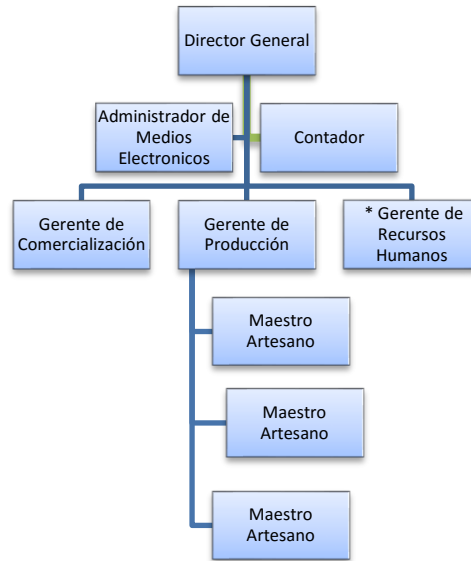 Director General
Administrador de
Medios
Electronicos
Contador
Gerente de
Comercialización
Gerente de
Producción
* Gerente de
Recursos
Humanos
Maestro
Artesano
Maestro
Artesano
Maestro
Artesano